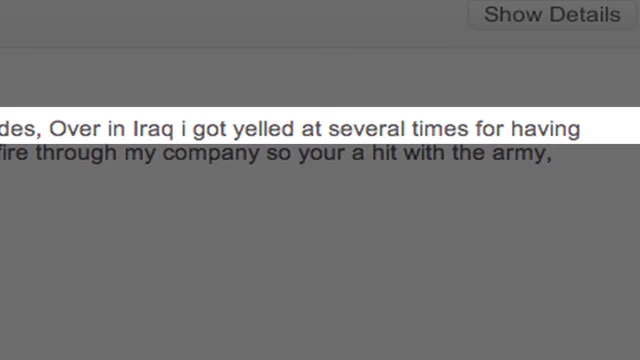 Show Details
des, Over in Iraq i got yelled at several times for having
fire through my company so your a hit with the army,